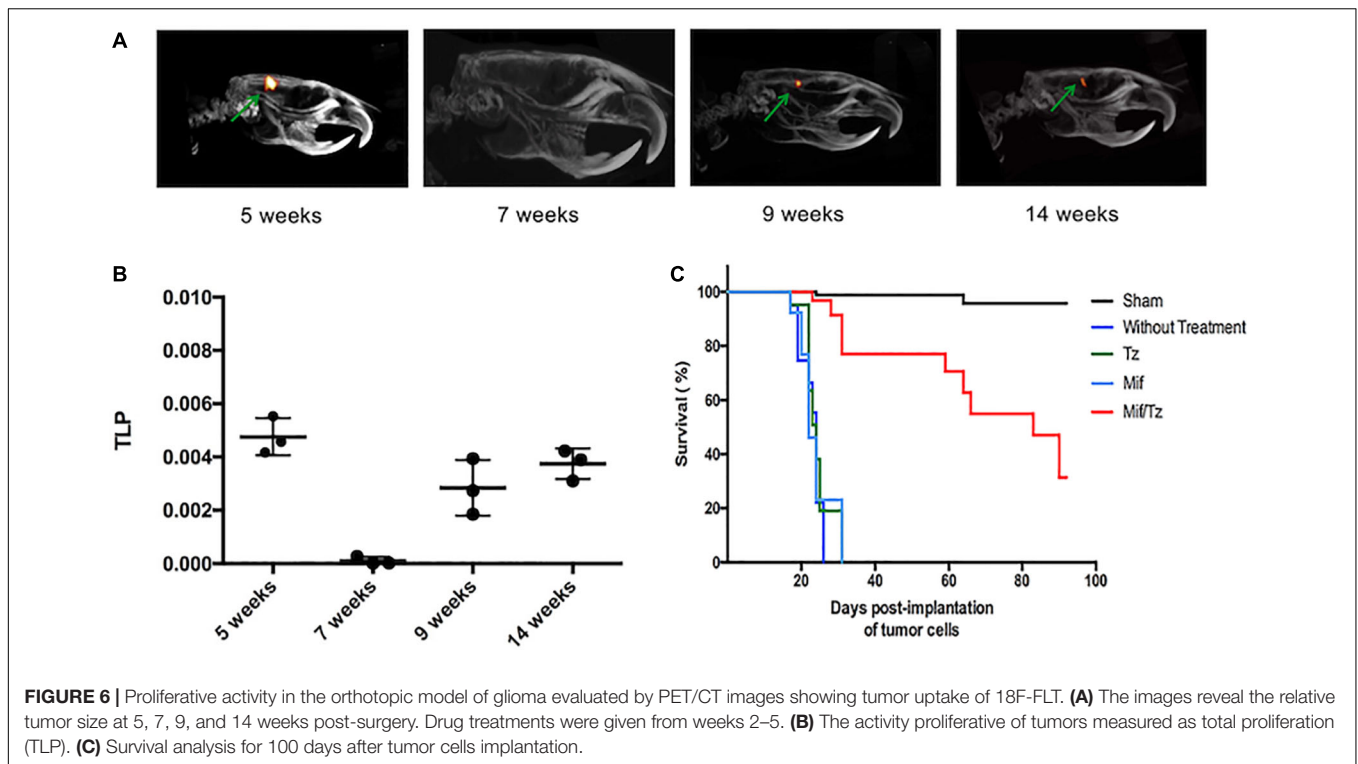 A
5 weeks
7 weeks
9 weeks
14 weeks
B
0.010
0.008
0.006
0.004
0.002
0.000
TLP
5 weeks
7 weeks
9 weeks
14 weeks
C
100
80
60
40
20
0
Survival (%)
20
40
60
80
100
Days post-implantation
of tumor cells
Sham
Without Treatment
Tz
Mif
Mif/Tz
FIGURE 6 | Proliferative activity in the orthotopic model of glioma evaluated by PET/CT images showing tumor uptake of 18F-FLT. (A) The images reveal the relative
tumor size at 5, 7, 9, and 14 weeks post-surgery. Drug treatments were given from weeks 2–5. (B) The activity proliferative of tumors measured as total proliferation
(TLP). (C) Survival analysis for 100 days after tumor cells implantation.